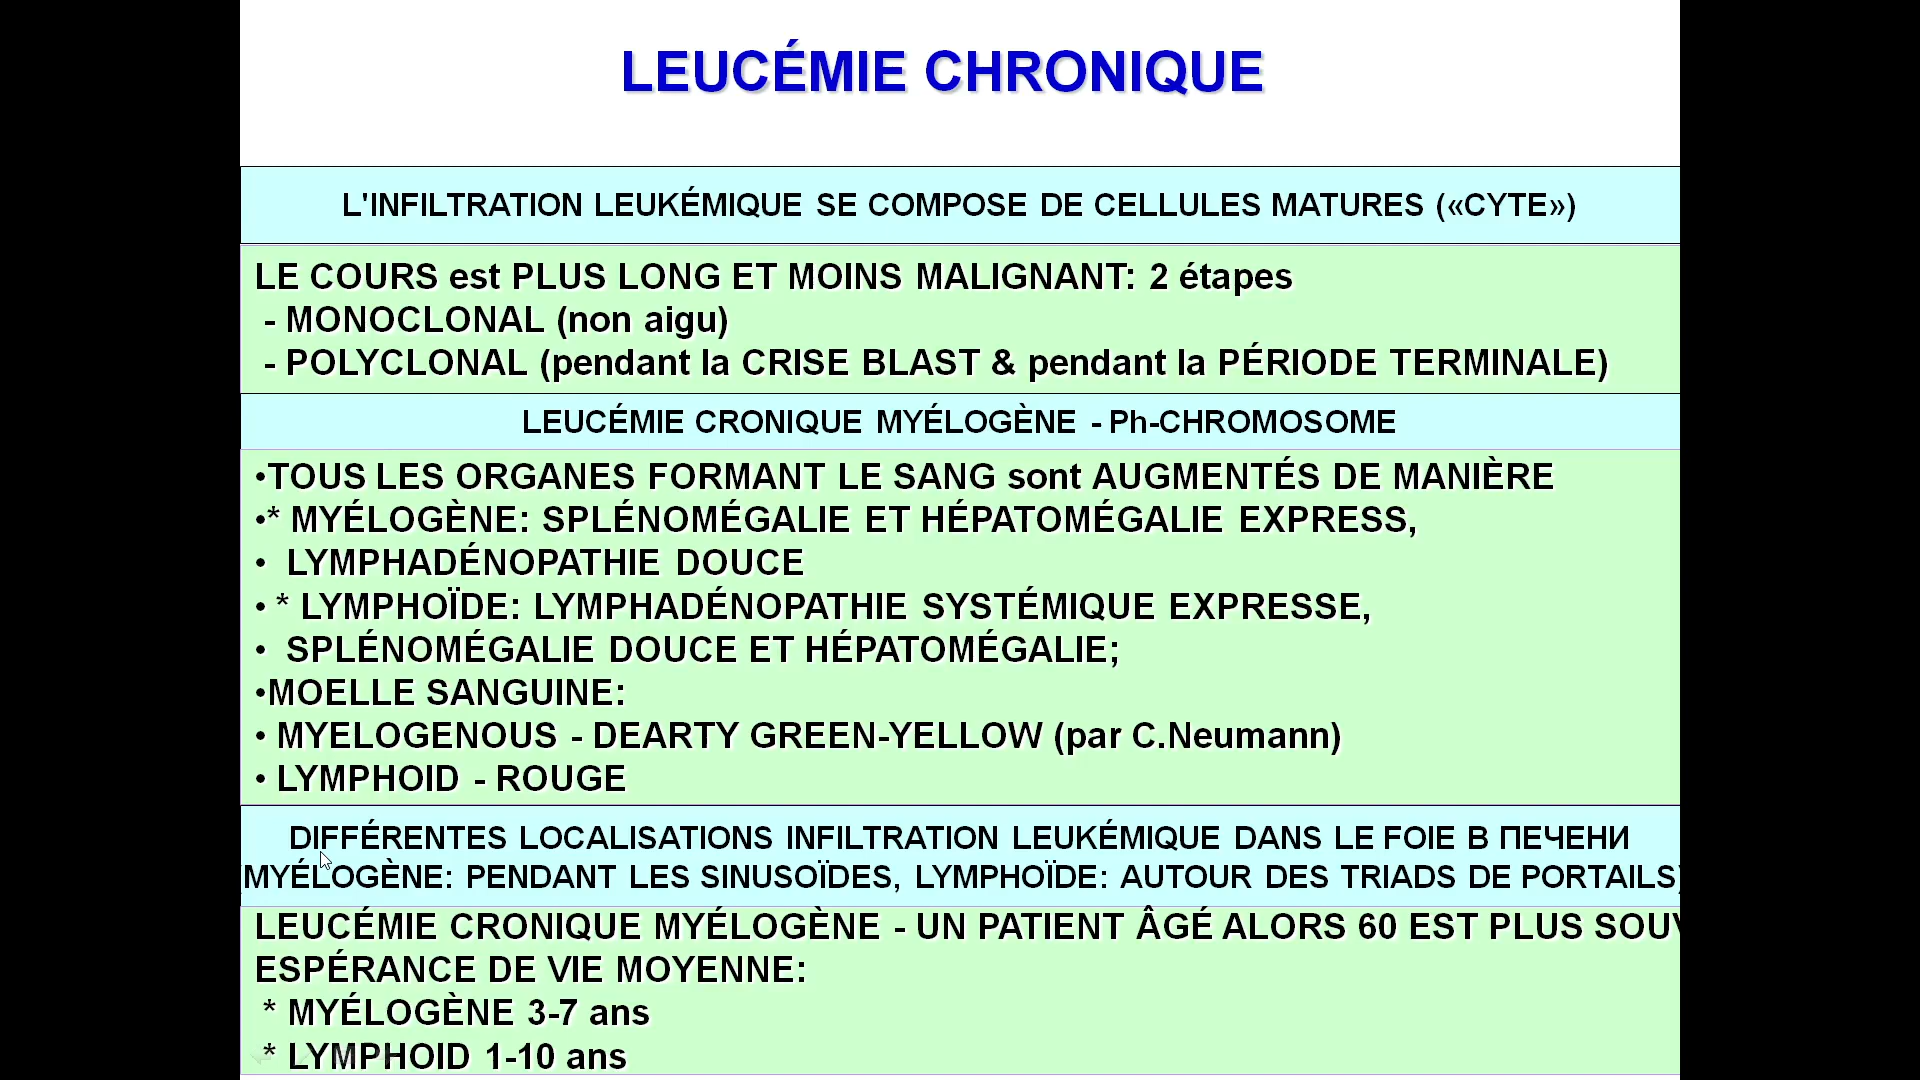 LEUCÉMIE CHRONIQUE
L'INFILTRATION LEUKÉMIQUE SE COMPOSE DE CELLULES MATURES («CYTE»)
LE COURS est PLUS LONG ET MOINS MALIGNANT: 2 étapes
- MONOCLONAL (non aigu)
- POLYCLONAL (pendant la CRISE BLAST & pendant la PÉRIODE TERMINALE)
LEUCÉMIE CRONIQUE MYÉLOGÈNE - Ph-CHROMOSOME
•TOUS LES ORGANES FORMANT LE SANG sont AUGMENTÉS DE MANIÈRE
•* MYÉLOGÈNE: SPLÉNOMÉGALIE ET HÉPATOMÉGALIE EXPRESS,
• LYMPHADÉNOPATHIE DOUCE
• * LYMPHOÏDE: LYMPHADÉNOPATHIE SYSTÉMIQUE EXPRESSE,
• SPLÉNOMÉGALIE DOUCE ET HÉPATOMÉGALIE;
•MOELLE SANGUINE:
• MYELOGENOUS - DEARTY GREEN-YELLOW (par C.Neumann)
• LYMPHOID - ROUGE
DIFFÉRENTES LOCALISATIONS INFILTRATION LEUKÉMIQUE DANS LE FOIE В ПЕЧЕНИ
(MYÉLOGÈNE: PENDANT LES SINUSOÏDES, LYMPHOÏDE: AUTOUR DES TRIADS DE PORTAILS)
LEUCÉMIE CRONIQUE MYÉLOGÈNE - UN PATIENT ÂGÉ ALORS 60 EST PLUS
ESPÉRANCE DE VIE MOYENNE:
* MYÉLOGÈNE 3-7 ans
* LYMPHOID 1-10 ans